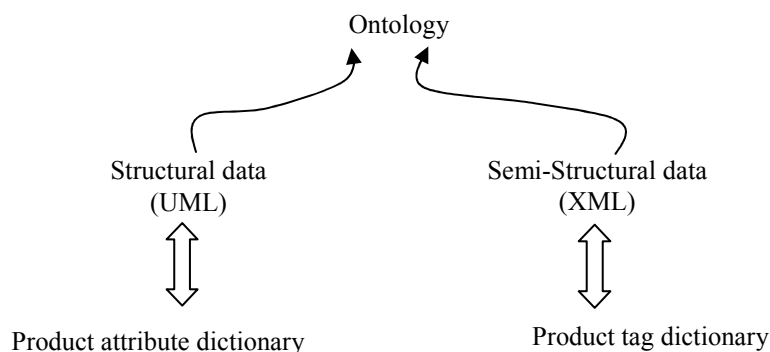 Ontology
Structural data
(UML)
Semi-Structural data
(XML)
Product attribute dictionary
Product tag dictionary